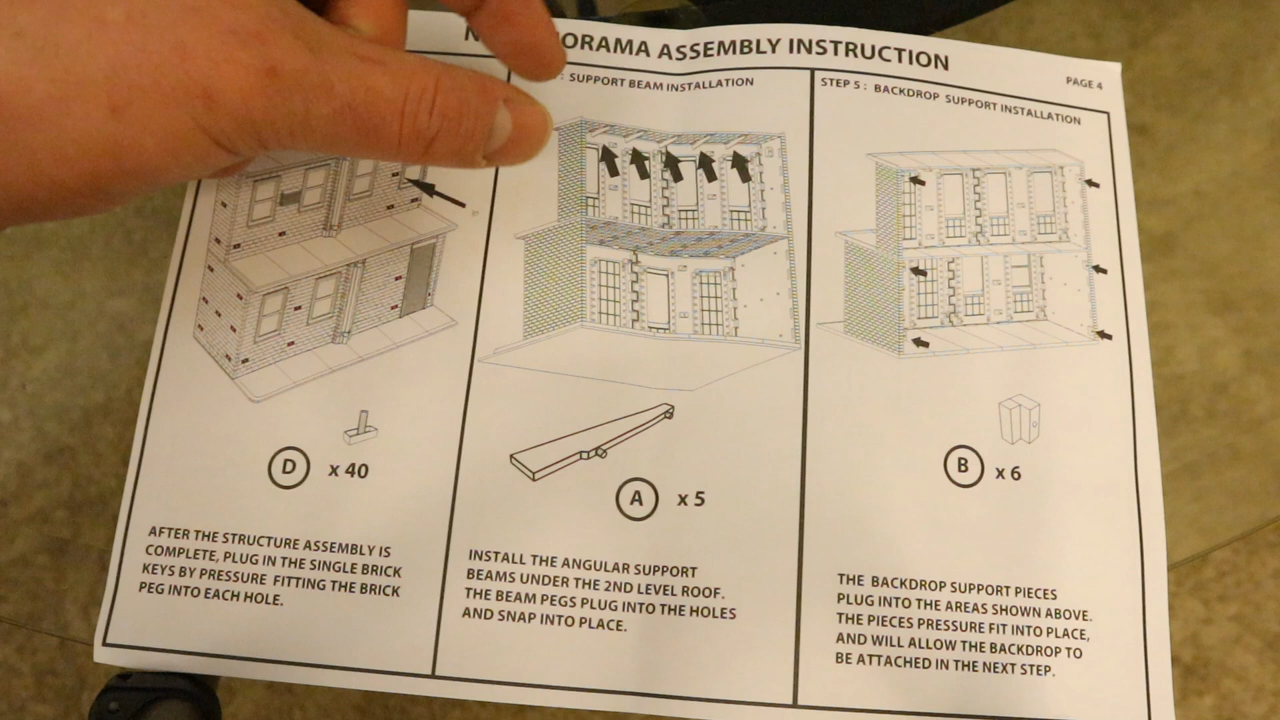 ORAMA ASSEMBLY INSTRUCTION
PAGE 4
: SUPPORT BEAM INSTALLATION
STEP 5 : BACKDROP SUPPORT INSTALLATION
D x 40
AFTER THE STRUCTURE ASSEMBLY IS
COMPLETE, PLUG IN THE SINGLE BRICK
KEYS BY PRESSURE FITTING THE BRICK
PEG INTO EACH HOLE.
A x 5
INSTALL THE ANGULAR SUPPORT
BEAMS UNDER THE 2ND LEVEL ROOF.
THE BEAM PEGS PLUG INTO THE HOLES
AND SNAP INTO PLACE.
B x 6
THE BACKDROP SUPPORT PIECES
PLUG INTO THE AREAS SHOWN ABOVE.
THE PIECES PRESSURE FIT INTO PLACE,
AND WILL ALLOW THE BACKDROP TO
BE ATTACHED IN THE NEXT STEP.